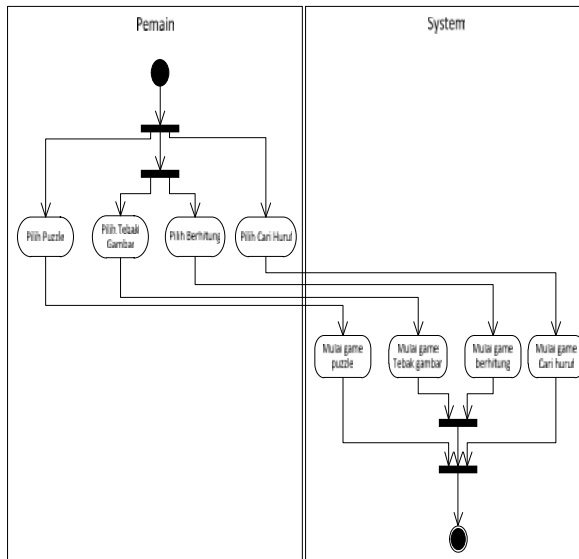 Pemain
System
Pilih Puzzle
Pilih Tebak
Gambar
Pilih Berhitung
Pilih Cari Huruf
Mulai game
puzzle
Mulai game
Tebak gambar
Mulai game
berhitung
Mulai game
Cari huruf